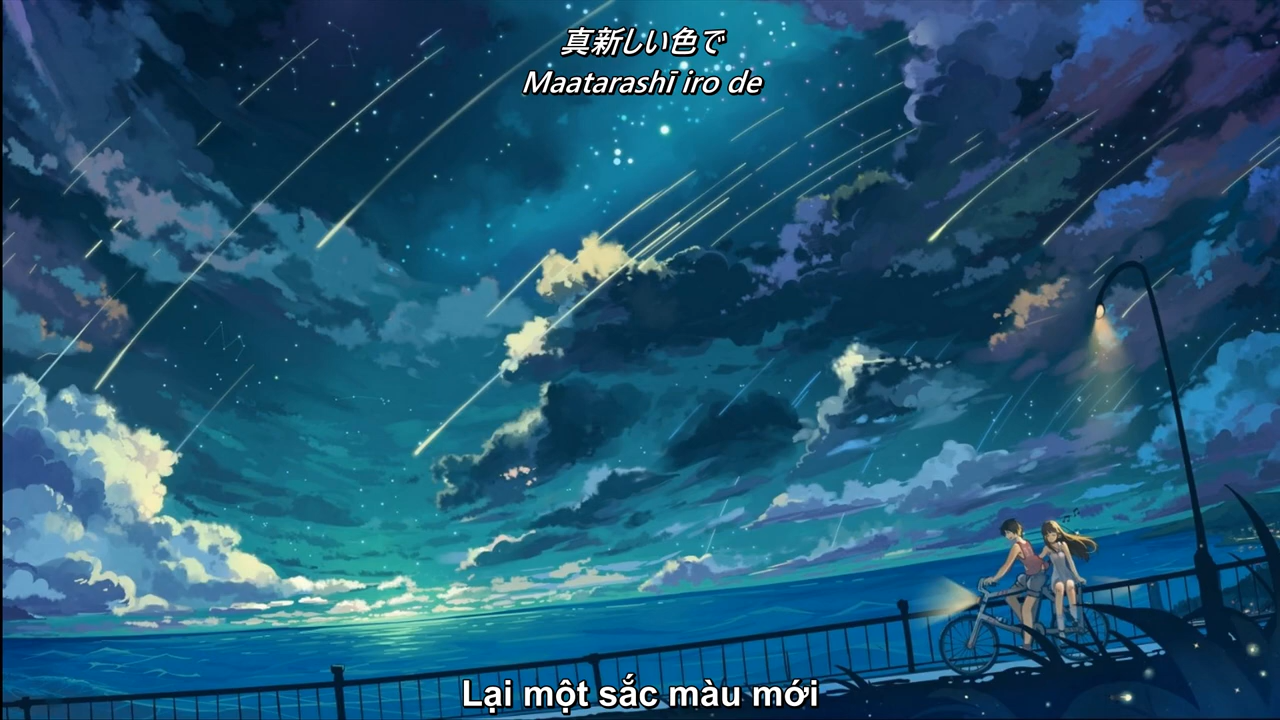 真新しい色で
Maatarashī iro de
Lại một sắc màu mới